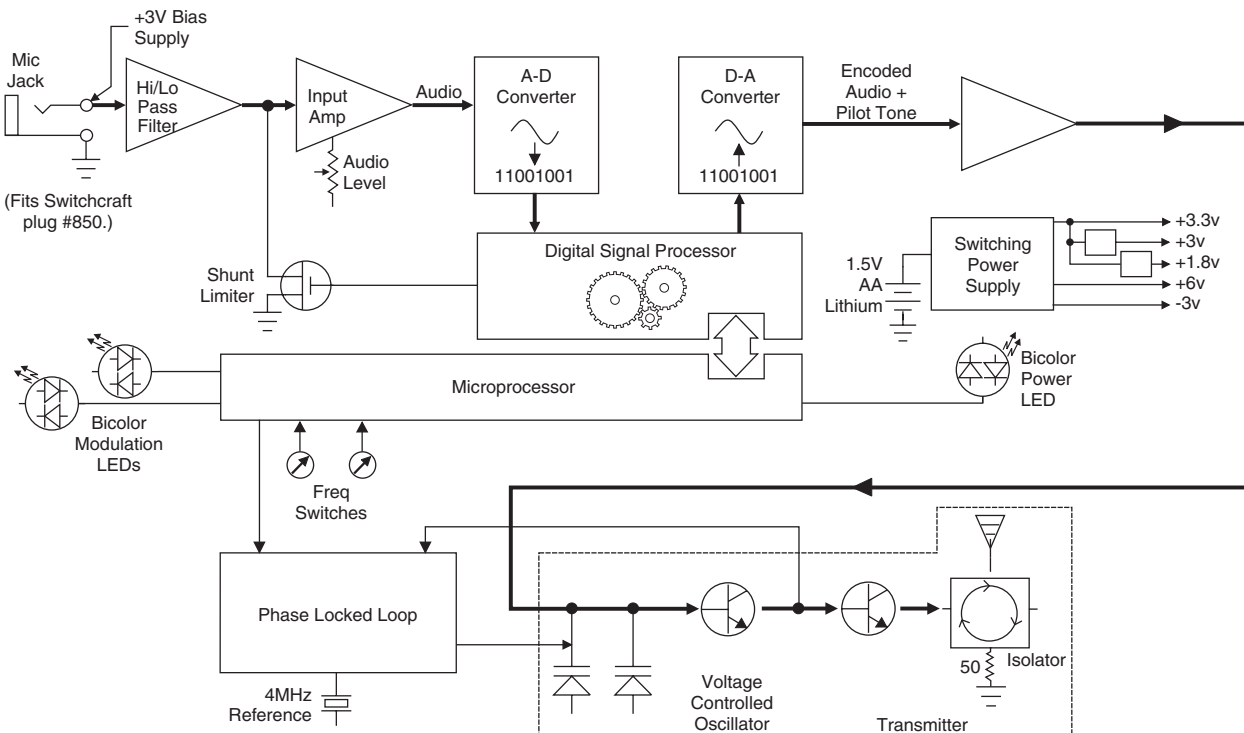 +3V Bias
Supply
Mic
Jack
Hi/Lo
Pass
Filter
Input
Amp
Audio
Level
Audio
A-D
Converter
11001001
D-A
Converter
11001001
Encoded
Audio +
Pilot Tone
(Fits Switchcraft
plug #850.)
Shunt
Limiter
Digital Signal Processor
1.5V
AA
Lithium
Switching
Power
Supply
+3.3v
+3v
+1.8v
+6v
-3v
Microprocessor
Bicolor
Power
LED
Bicolor
Modulation
LEDs
Freq
Switches
Phase Locked Loop
4MHz
Reference
Voltage
Controlled
Oscillator
50
Isolator
Transmitter